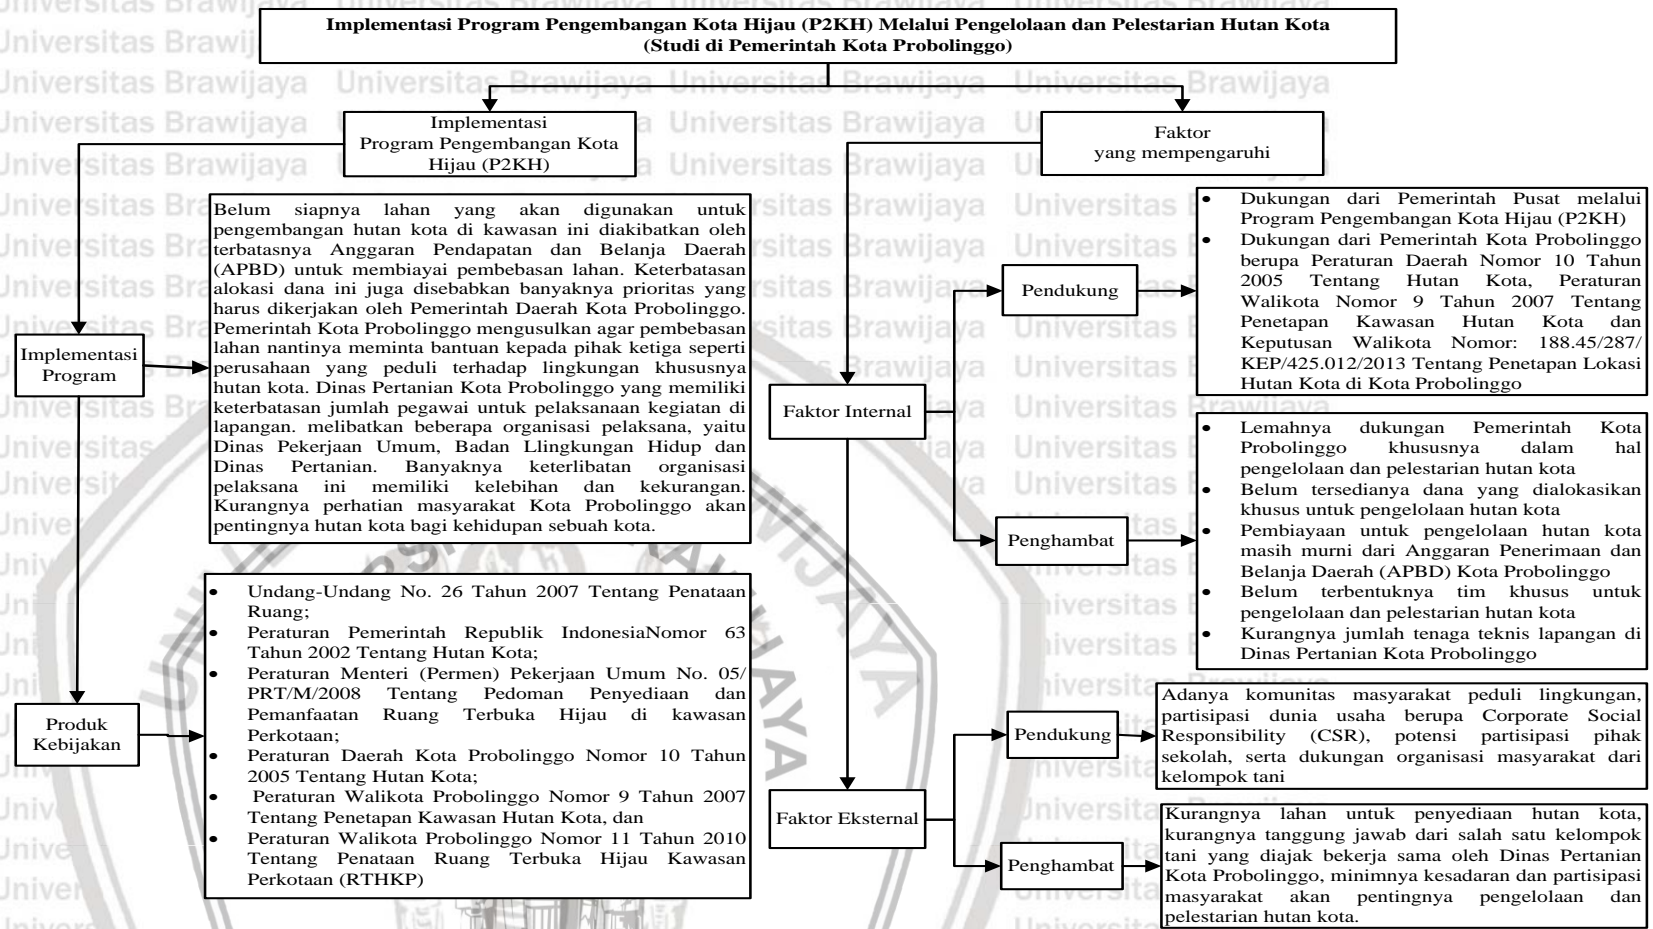 Implementasi Program Pengembangan Kota Hijau (P2KH) Melalui Pengelolaan dan Pelestarian Hutan Kota
(Studi di Pemerintah Kota Probolinggo)
Implementasi
Program Pengembangan Kota
Hijau (P2KH)
Implementasi
Program
Belum siapnya lahan yang akan digunakan untuk
pengembangan hutan kota di kawasan ini diakibatkan oleh
terbatasnya Anggaran Pendapatan dan Belanja Daerah
(APBD) untuk membiayai pembebasan lahan. Keterbatasan
alokasi dana ini juga disebabkan banyaknya prioritas yang
harus dikerjakan oleh Pemerintah Daerah Kota Probolinggo.
Pemerintah Kota Probolinggo mengusulkan agar pembebasan
lahan nantinya meminta bantuan kepada pihak ketiga seperti
perusahaan yang peduli terhadap lingkungan khususnya
hutan kota. Dinas Pertanian Kota Probolinggo yang memiliki
keterbatasan jumlah pegawai untuk pelaksanaan kegiatan di
lapangan. melibatkan beberapa organisasi pelaksana, yaitu
Dinas Pekerjaan Umum, Badan Llingkungan Hidup dan
Dinas Pertanian. Banyaknya keterlibatan organisasi
pelaksana ini memiliki kelebihan dan kekurangan.
Kurangnya perhatian masyarakat Kota Probolinggo akan
pentingnya hutan kota bagi kehidupan sebuah kota.
Produk
Kebijakan
• Undang-Undang No. 26 Tahun 2007 Tentang Penataan
Ruang;
• Peraturan Pemerintah Republik IndonesiaNomor 63
Tahun 2002 Tentang Hutan Kota;
• Peraturan Menteri (Permen) Pekerjaan Umum No. 05/
PRT/M/2008 Tentang Pedoman Penyediaan dan
Pemanfaatan Ruang Terbuka Hijau di kawasan
Perkotaan;
• Peraturan Daerah Kota Probolinggo Nomor 10 Tahun
2005 Tentang Hutan Kota;
• Peraturan Walikota Probolinggo Nomor 9 Tahun 2007
Tentang Penetapan Kawasan Hutan Kota, dan
• Peraturan Walikota Probolinggo Nomor 11 Tahun 2010
Tentang Penataan Ruang Terbuka Hijau Kawasan
Perkotaan (RTHKP)
Faktor
yang mempengaruhi
Faktor Internal
Pendukung
• Dukungan dari Pemerintah Pusat melalui
Program Pengembangan Kota Hijau (P2KH)
• Dukungan dari Pemerintah Kota Probolinggo
berupa Peraturan Daerah Nomor 10 Tahun
2005 Tentang Hutan Kota, Peraturan
Walikota Nomor 9 Tahun 2007 Tentang
Penetapan Kawasan Hutan Kota dan
Keputusan Walikota Nomor: 188.45/287/
KEP/425.012/2013 Tentang Penetapan Lokasi
Hutan Kota di Kota Probolinggo
Penghambat
• Lemahnya dukungan Pemerintah Kota
Probolinggo khususnya dalam hal
pengelolaan dan pelestarian hutan kota
• Belum tersedianya dana yang dialokasikan
khusus untuk pengelolaan hutan kota
• Pembiayaan untuk pengelolaan hutan kota
masih murni dari Anggaran Penerimaan dan
Belanja Daerah (APBD) Kota Probolinggo
• Belum terbentuknya tim khusus untuk
pengelolaan dan pelestarian hutan kota
• Kurangnya jumlah tenaga teknis lapangan di
Dinas Pertanian Kota Probolinggo
Faktor Eksternal
Pendukung
Adanya komunitas masyarakat peduli lingkungan,
partisipasi dunia usaha berupa Corporate Social
Responsibility (CSR), potensi partisipasi pihak
sekolah, serta dukungan organisasi masyarakat dari
kelompok tani
Penghambat
Kurangnya lahan untuk penyediaan hutan kota,
kurangnya tanggung jawab dari salah satu kelompok
tani yang diajak bekerja sama oleh Dinas Pertanian
Kota Probolinggo, minimnya kesadaran dan partisipasi
masyarakat akan pentingnya pengelolaan dan
pelestarian hutan kota.